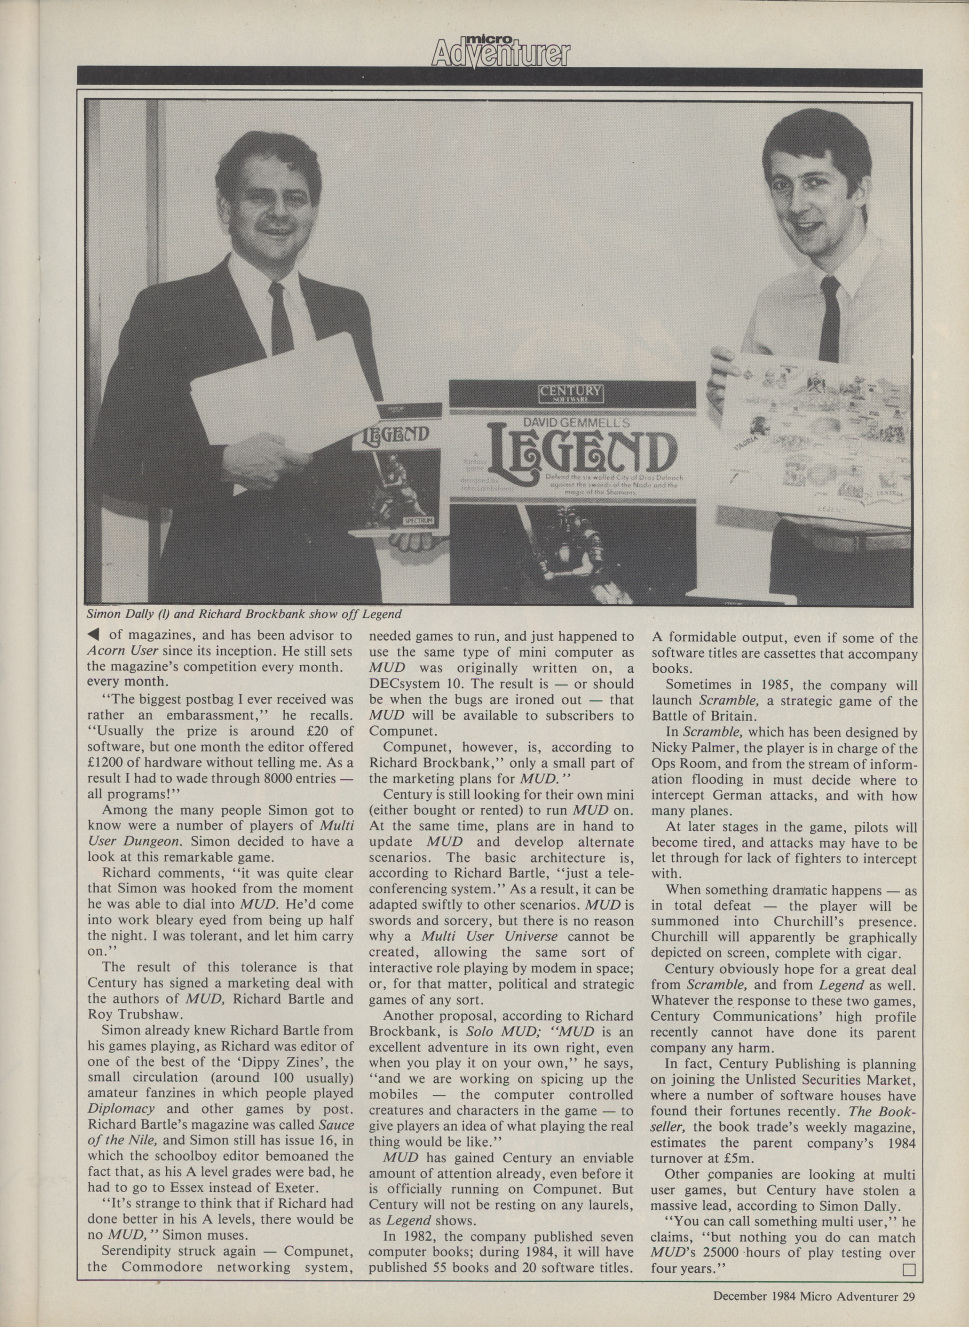 micro
Adventurer
CENTURY
SOFTWARE
DAVID GEMMELL'S
LEGEND
A
fantasy
game
designed by
Defend the six walled City of Dros Delnoch
against the swords of the Nadir and the
magic of the Shamans
LEGEND
SPECTRUM
Simon Dally (l) and Richard Brockbank show off Legend
◀ of magazines, and has been advisor to
Acorn User since its inception. He still sets
the magazine's competition every month.
every month.
"The biggest postbag I ever received was
rather an embarassment," he recalls.
"Usually the prize is around £20 of
software, but one month the editor offered
£1200 of hardware without telling me. As a
result I had to wade through 8000 entries —
all programs!"
Among the many people Simon got to
know were a number of players of Multi
User Dungeon. Simon decided to have a
look at this remarkable game.
Richard comments, "it was quite clear
that Simon was hooked from the moment
he was able to dial into MUD. He'd come
into work bleary eyed from being up half
the night. I was tolerant, and let him carry
on."
The result of this tolerance is that
Century has signed a marketing deal with
the authors of MUD, Richard Bartle and
Roy Trubshaw.
Simon already knew Richard Bartle from
his games playing, as Richard was editor of
one of the best of the 'Dippy Zines', the
small circulation (around 100 usually)
amateur fanzines in which people played
Diplomacy and other games by post.
Richard Bartle's magazine was called Sauce
of the Nile, and Simon still has issue 16, in
which the schoolboy editor bemoaned the
fact that, as his A level grades were bad, he
had to go to Essex instead of Exeter.
"It's strange to think that if Richard had
done better in his A levels, there would be
no MUD," Simon muses.
Serendipity struck again — Compunet,
the Commodore networking system,
needed games to run, and just happened to
use the same type of mini computer as
MUD was originally written on, a
DECsystem 10. The result is — or should
be when the bugs are ironed out — that
MUD will be available to subscribers to
Compunet.
Compunet, however, is, according to
Richard Brockbank," only a small part of
the marketing plans for MUD."
Century is still looking for their own mini
(either bought or rented) to run MUD on.
At the same time, plans are in hand to
update MUD and develop alternate
scenarios. The basic architecture is,
according to Richard Bartle, "just a tele-
conferencing system." As a result, it can be
adapted swiftly to other scenarios. MUD is
swords and sorcery, but there is no reason
why a Multi User Universe cannot be
created, allowing the same sort of
interactive role playing by modem in space;
or, for that matter, political and strategic
games of any sort.
Another proposal, according to Richard
Brockbank, is Solo MUD; "MUD is an
excellent adventure in its own right, even
when you play it on your own," he says,
"and we are working on spicing up the
mobiles — the computer controlled
creatures and characters in the game — to
give players an idea of what playing the real
thing would be like."
MUD has gained Century an enviable
amount of attention already, even before it
is officially running on Compunet. But
Century will not be resting on any laurels,
as Legend shows.
In 1982, the company published seven
computer books; during 1984, it will have
published 55 books and 20 software titles.
A formidable output, even if some of the
software titles are cassettes that accompany
books.
Sometimes in 1985, the company will
launch Scramble, a strategic game of the
Battle of Britain.
In Scramble, which has been designed by
Nicky Palmer, the player is in charge of the
Ops Room, and from the stream of inform-
ation flooding in must decide where to
intercept German attacks, and with how
many planes.
At later stages in the game, pilots will
become tired, and attacks may have to be
let through for lack of fighters to intercept
with.
When something dramatic happens — as
in total defeat — the player will be
summoned into Churchill's presence.
Churchill will apparently be graphically
depicted on screen, complete with cigar.
Century obviously hope for a great deal
from Scramble, and from Legend as well.
Whatever the response to these two games,
Century Communications' high profile
recently cannot have done its parent
company any harm.
In fact, Century Publishing is planning
on joining the Unlisted Securities Market,
where a number of software houses have
found their fortunes recently. The Book-
seller, the book trade's weekly magazine,
estimates the parent company's 1984
turnover at £5m.
Other companies are looking at multi
user games, but Century have stolen a
massive lead, according to Simon Dally.
"You can call something multi user," he
claims, "but nothing you do can match
MUD's 25000 hours of play testing over
four years." □
December 1984 Micro Adventurer 29